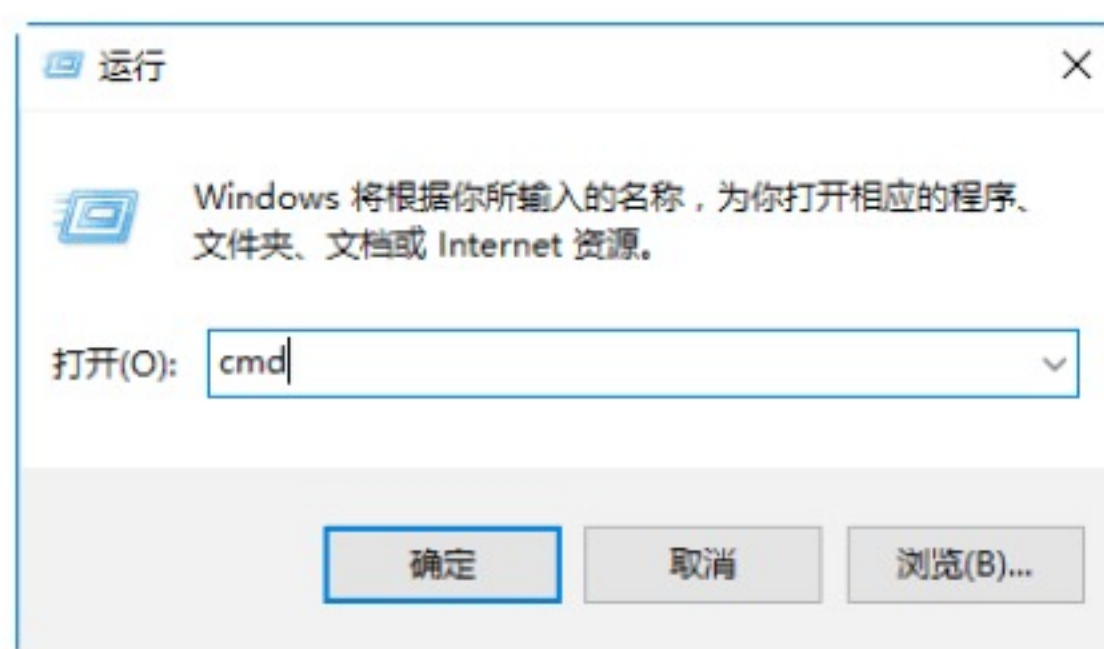 运行
Windows 将根据你所输入的名称，为你打开相应的程序、
文件夹、文档或 Internet 资源。
打开(O): cmd
确定 取消 浏览(B)...